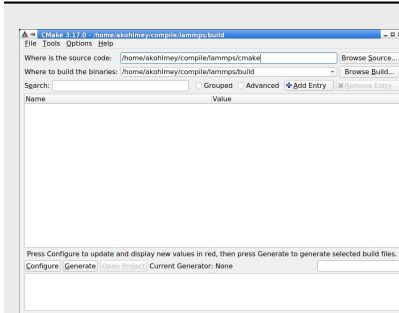 CMake 3.17.0 - /home/akohlmey/compile/lammps/build
File Tools Options Help
Where is the source code: /home/akohlmey/compile/lammps/cmake Browse Source...
Where to build the binaries: /home/akohlmey/compile/lammps/build Browse Build...
Search: Grouped Advanced Add Entry Remove Entry
Name Value
Press Configure to update and display new values in red, then press Generate to generate selected build files.
Configure Generate Open Project Current Generator: None